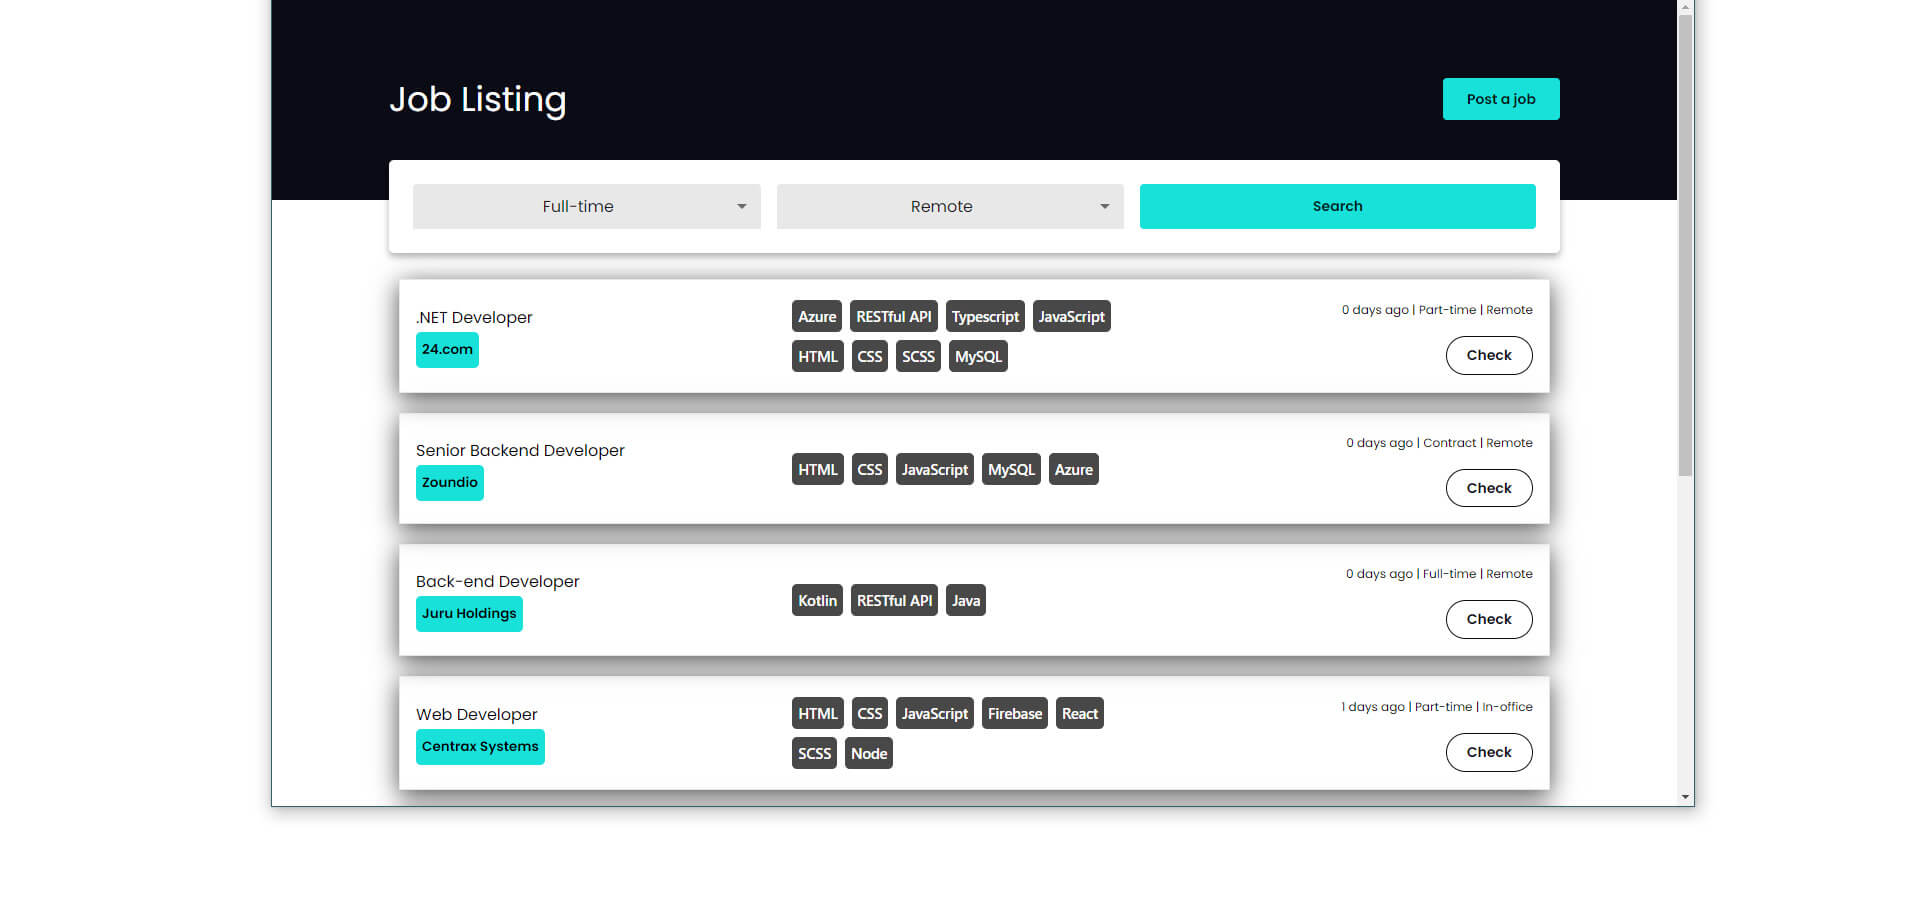 Job Listing
Post a job
Full-time
Remote
Search
.NET Developer
24.com
Azure RESTful API Typescript JavaScript
HTML CSS SCSS MySQL
0 days ago | Part-time | Remote
Check
Senior Backend Developer
Zoundio
HTML CSS JavaScript MySQL Azure
0 days ago | Contract | Remote
Check
Back-end Developer
Juru Holdings
Kotlin RESTful API Java
0 days ago | Full-time | Remote
Check
Web Developer
Centrax Systems
HTML CSS JavaScript Firebase React
SCSS Node
1 days ago | Part-time | In-office
Check